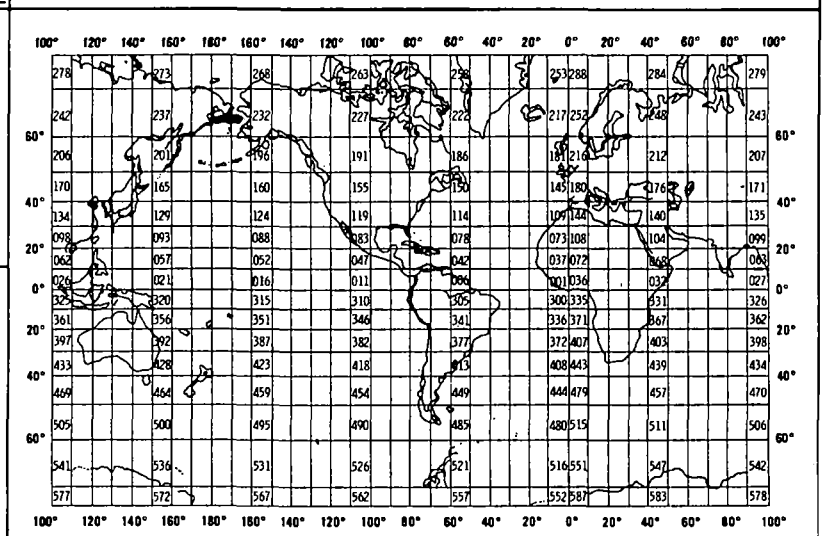 100° 120° 140° 160° 180° 160° 140° 120° 100° 80° 60° 40° 20° 0° 20° 40° 60° 80° 100°
278 273 268 263 258 253 288 284 279
242 237 232 227 222 217 252 248 243
60° 60°
206 201 196 191 186 181 216 212 207
170 165 160 155 150 145 180 176 171
40° 40°
134 129 124 119 114 109 144 140 135
098 093 088 083 078 073 108 104 099
20° 20°
062 057 052 047 042 037 072 068 063
026 021 016 011 006 001 036 032 027
0° 0°
325 320 315 310 305 300 335 331 326
361 356 351 346 341 336 371 367 362
20° 20°
397 392 387 382 377 372 407 403 398
433 428 423 418 413 408 443 439 434
40° 40°
469 464 459 454 449 444 479 457 470
505 500 495 490 485 480 515 511 506
60° 60°
541 536 531 526 521 516 551 547 542
577 572 567 562 557 552 587 583 578
100° 120° 140° 160° 180° 160° 140° 120° 100° 80° 60° 40° 20° 0° 20° 40° 60° 80° 100°